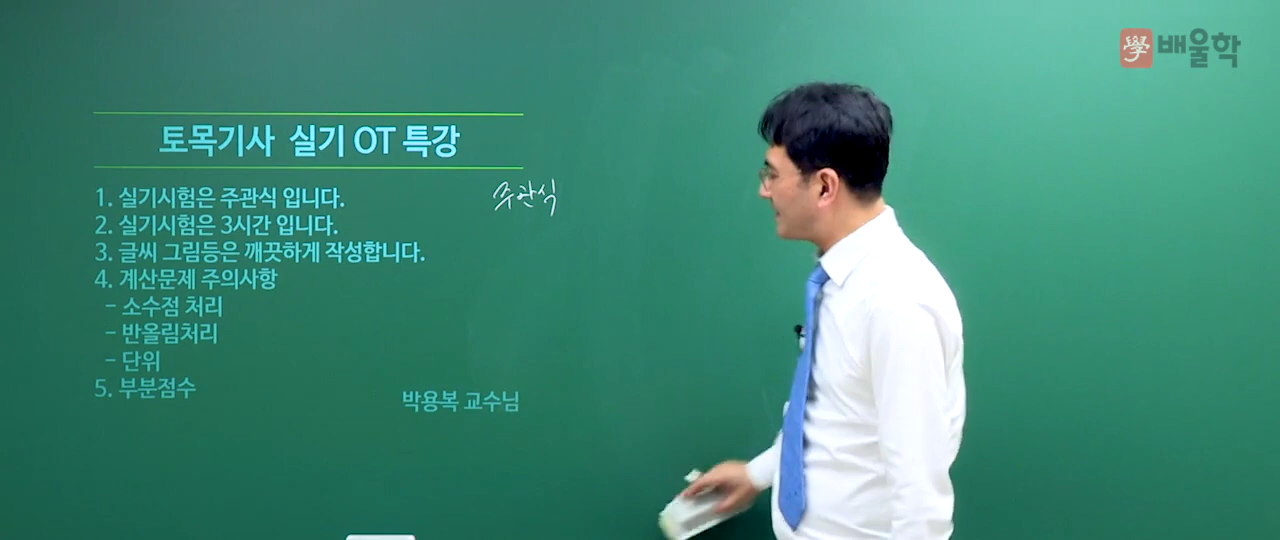 學 배울학
토목기사 실기 OT 특강
1. 실기시험은 주관식 입니다.
주관식
2. 실기시험은 3시간 입니다.
3. 글씨 그림등은 깨끗하게 작성합니다.
4. 계산문제 주의사항
- 소수점 처리
- 반올림처리
- 단위
5. 부분점수
박용복 교수님